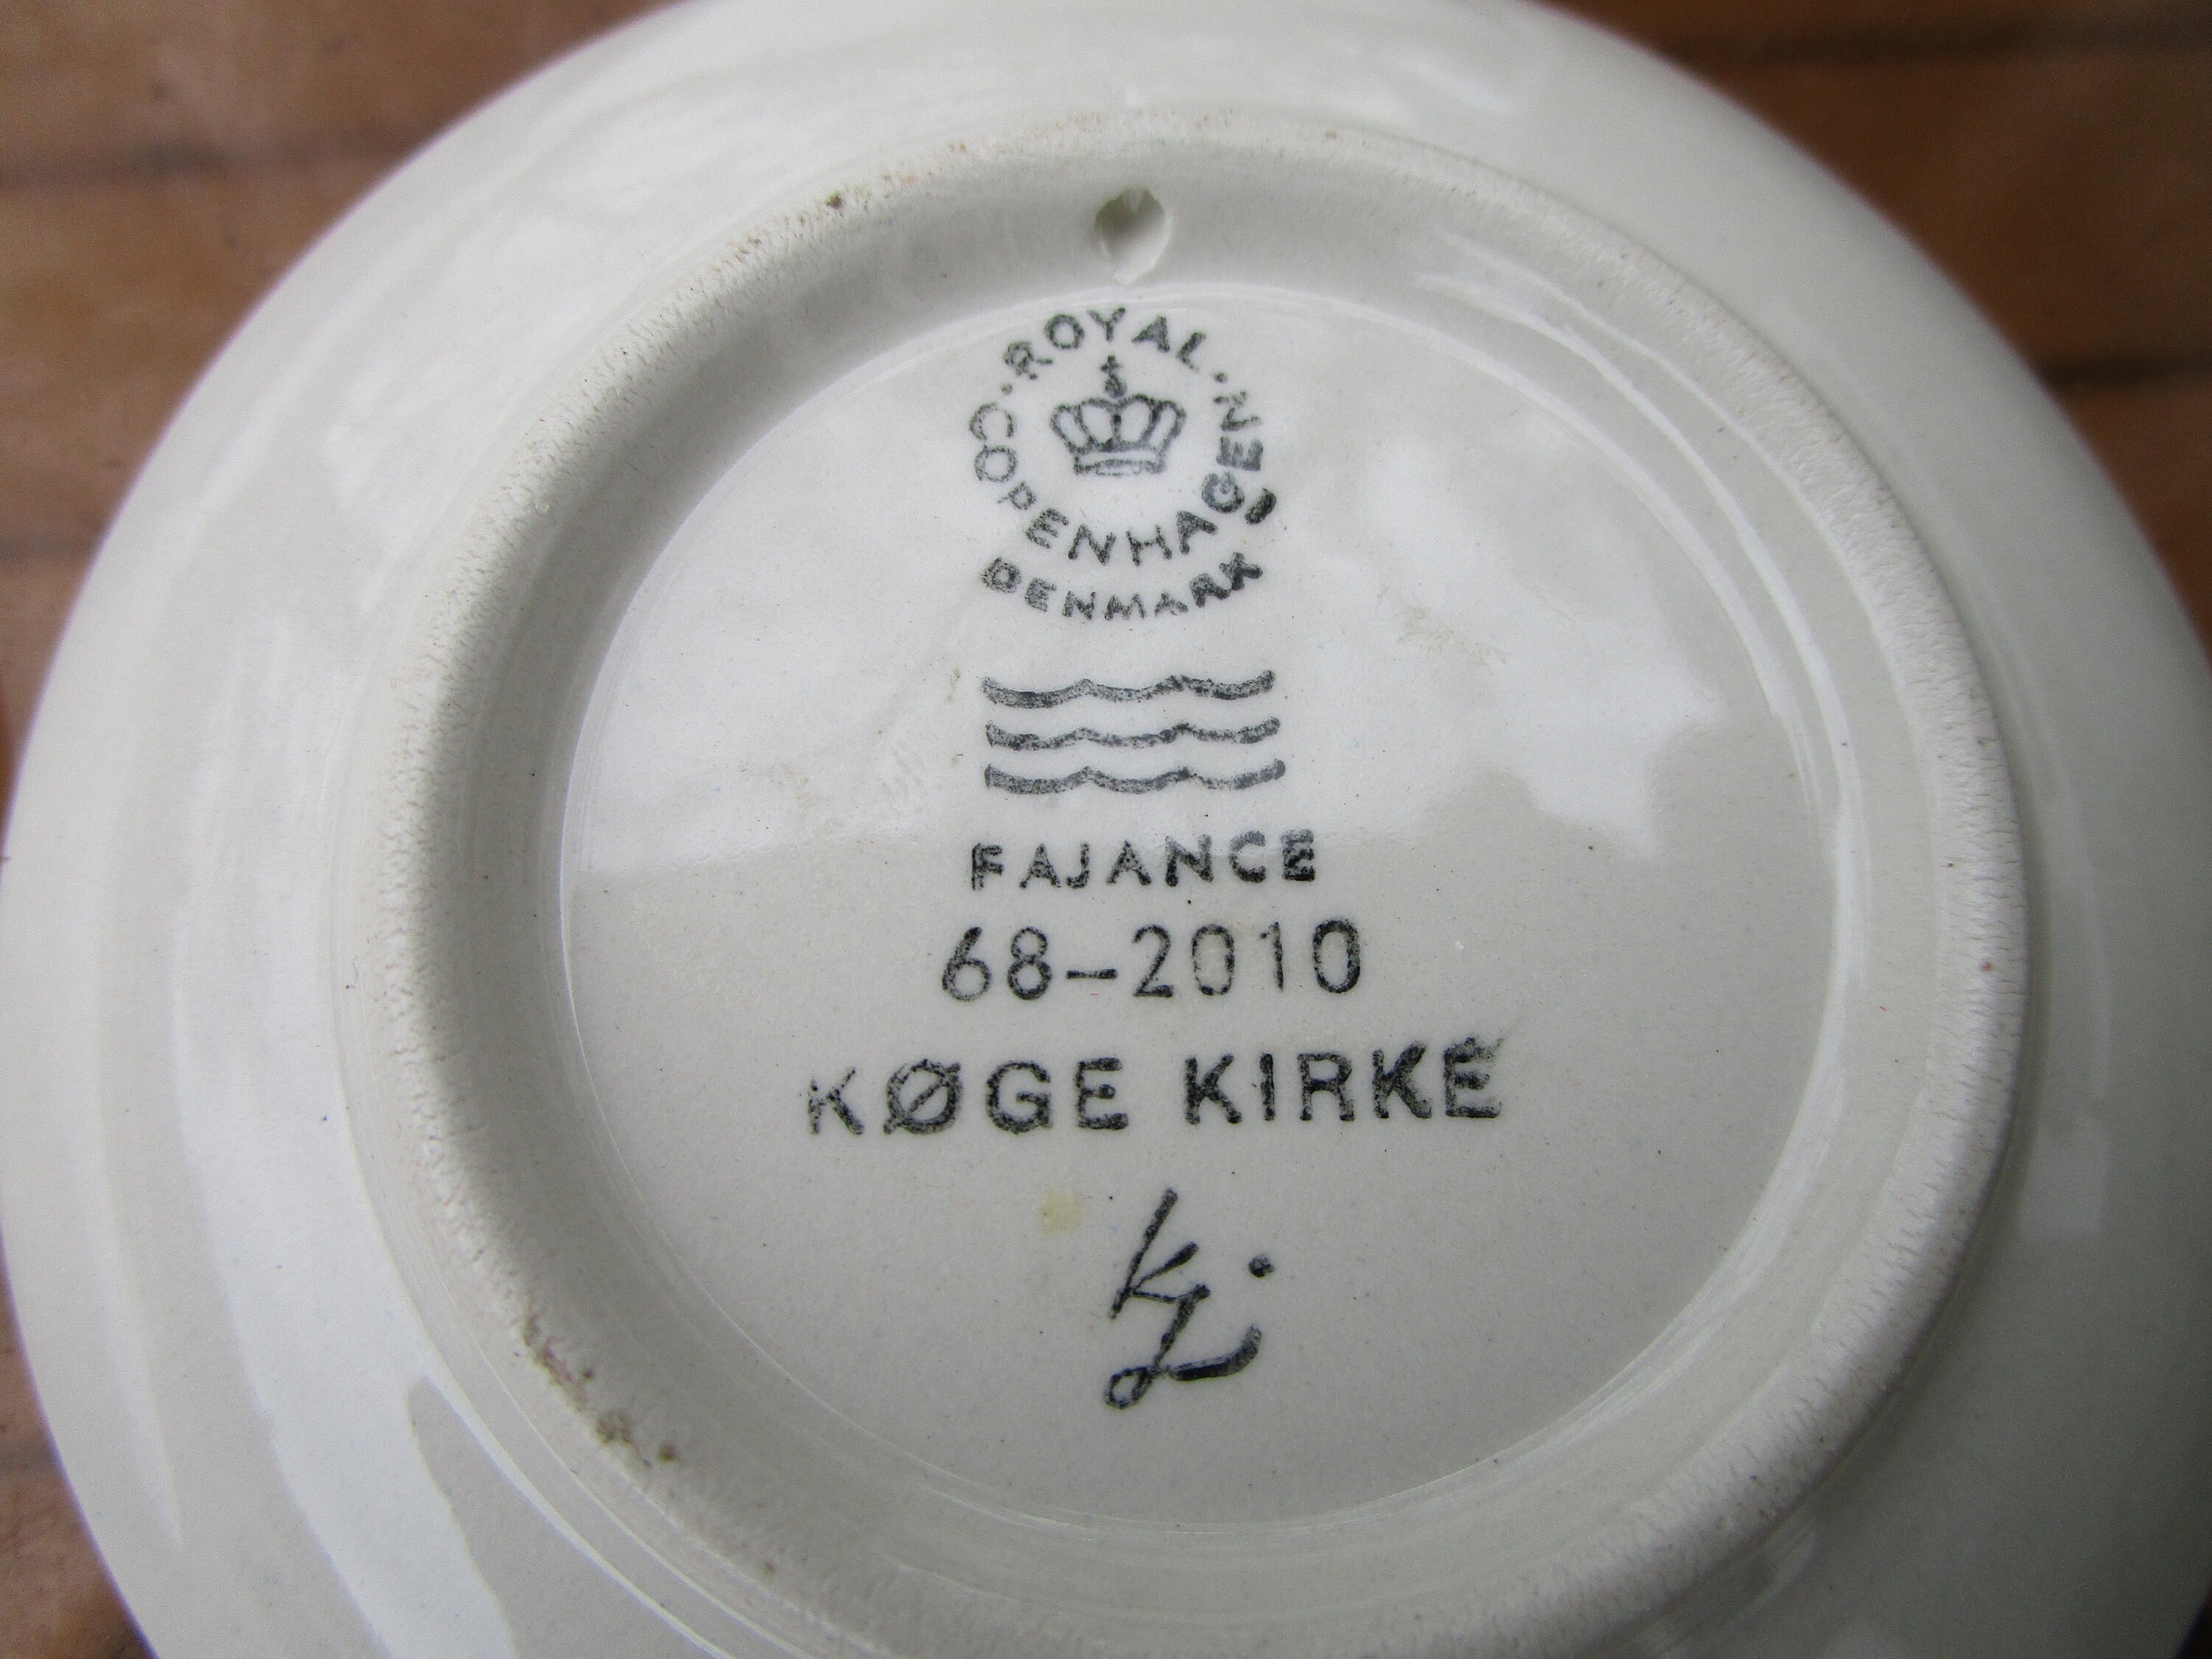 ROYAL
COPENHAGEN
DENMARK
FAJANCE
68-2010
KØGE KIRKE